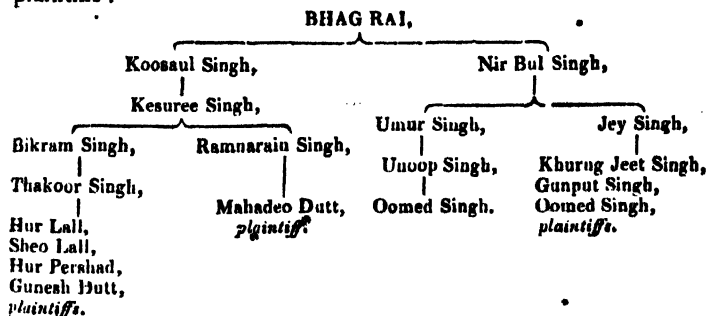 BHAG RAI,
Koosaul Singh, Nir Bul Singh,
Kesuree Singh,
Umur Singh, Jey Singh,
Bikram Singh, Ramnarain Singh,
Unoop Singh, Khurug Jeet Singh,
Thakoor Singh, Gunput Singh,
Mahadeo Dutt, Oomed Singh. Oomed Singh,
Hur Lall, plaintiff. plaintiffs.
Sheo Lall,
Hur Pershad,
Gunesh Dutt,
plaintiffs.